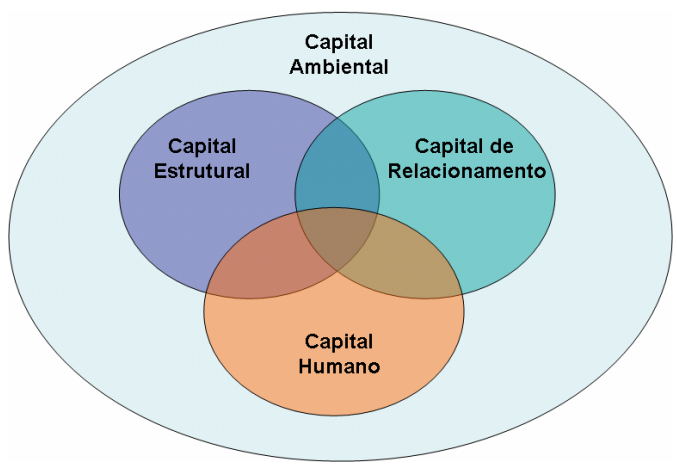 Capital
Ambiental
Capital
Estrutural
Capital de
Relacionamento
Capital
Humano